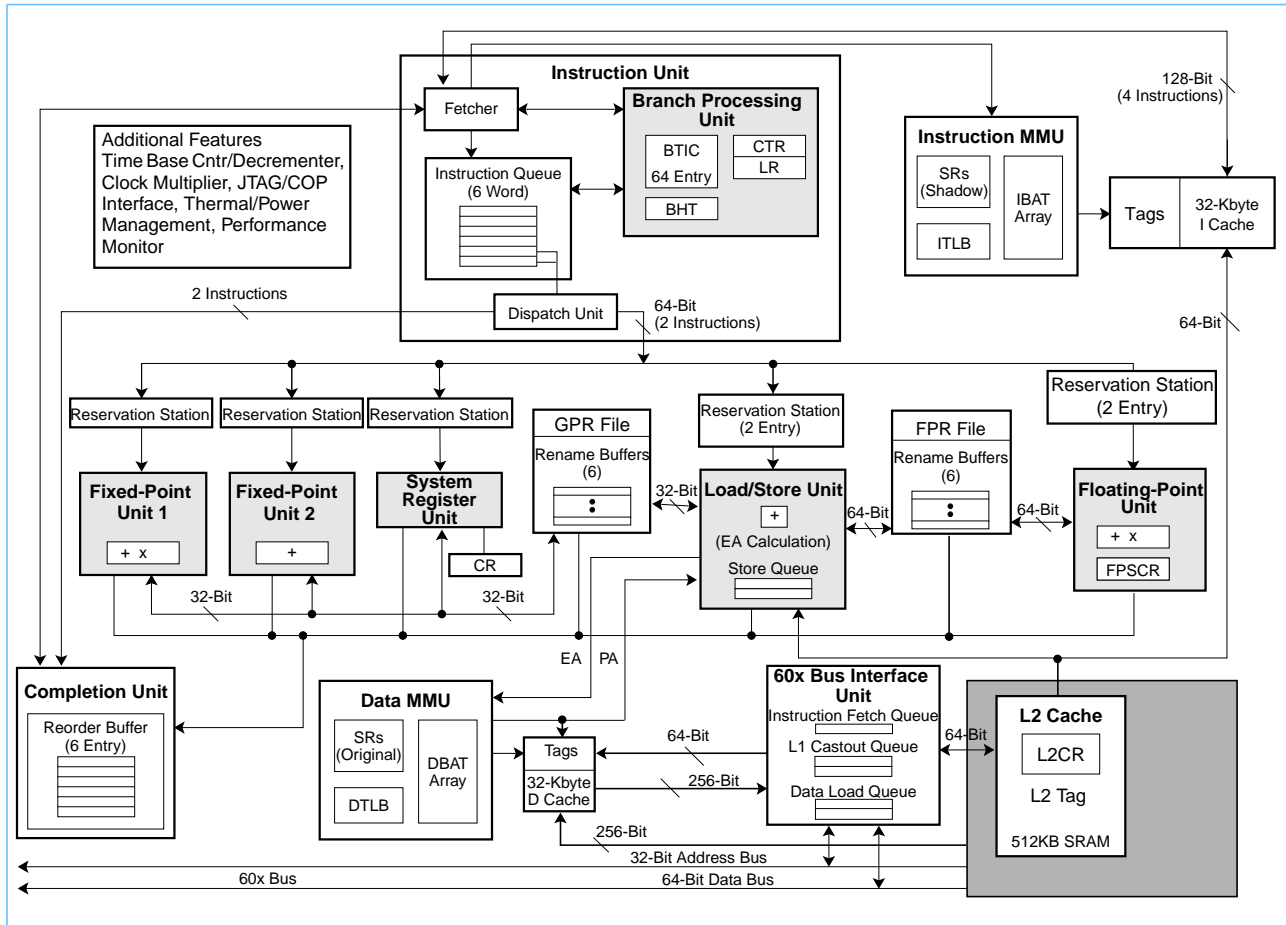 Instruction Unit
Fetcher
Branch Processing
Unit
BTIC
64 Entry
CTR
LR
BHT
Instruction Queue
(6 Word)
Dispatch Unit
64-Bit
(2 Instructions)
2 Instructions
Additional Features
Time Base Cntr/Decrementer,
Clock Multiplier, JTAG/COP
Interface, Thermal/Power
Management, Performance
Monitor
128-Bit
(4 Instructions)
Instruction MMU
SRs
(Shadow)
IBAT
Array
ITLB
Tags
32-Kbyte
I Cache
64-Bit
Reservation Station
Reservation Station
Reservation Station
Reservation Station
(2 Entry)
Reservation Station
(2 Entry)
Fixed-Point
Unit 1
+ x
Fixed-Point
Unit 2
+
System
Register
Unit
CR
GPR File
Rename Buffers
(6)
32-Bit
Load/Store Unit
+
(EA Calculation)
Store Queue
64-Bit
FPR File
Rename Buffers
(6)
64-Bit
Floating-Point
Unit
+ x
FPSCR
32-Bit
32-Bit
EA
PA
Completion Unit
Reorder Buffer
(6 Entry)
Data MMU
SRs
(Original)
DBAT
Array
DTLB
Tags
32-Kbyte
D Cache
64-Bit
256-Bit
256-Bit
60x Bus Interface
Unit
Instruction Fetch Queue
L1 Castout Queue
Data Load Queue
64-Bit
L2 Cache
L2CR
L2 Tag
512KB SRAM
32-Bit Address Bus
60x Bus
64-Bit Data Bus